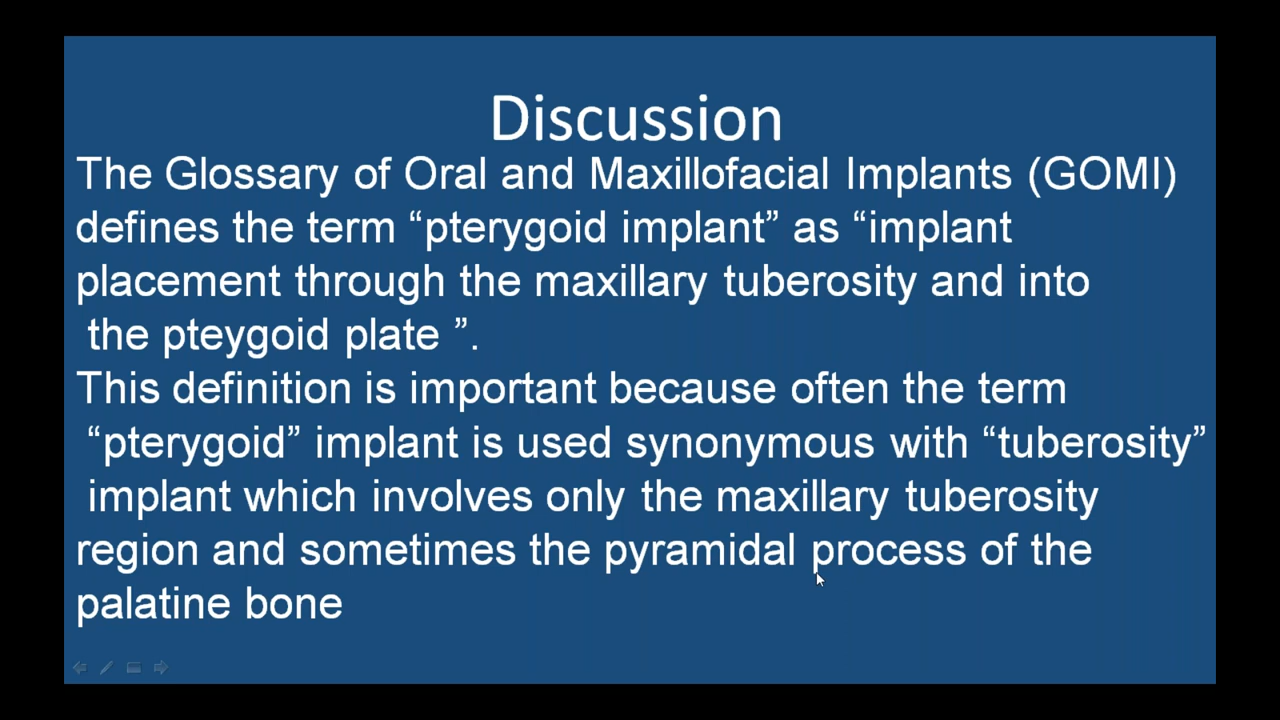 Discussion
The Glossary of Oral and Maxillofacial Implants (GOMI)
defines the term “pterygoid implant” as “implant
placement through the maxillary tuberosity and into
the pteygoid plate ”.
This definition is important because often the term
“pterygoid” implant is used synonymous with “tuberosity”
implant which involves only the maxillary tuberosity
region and sometimes the pyramidal process of the
palatine bone